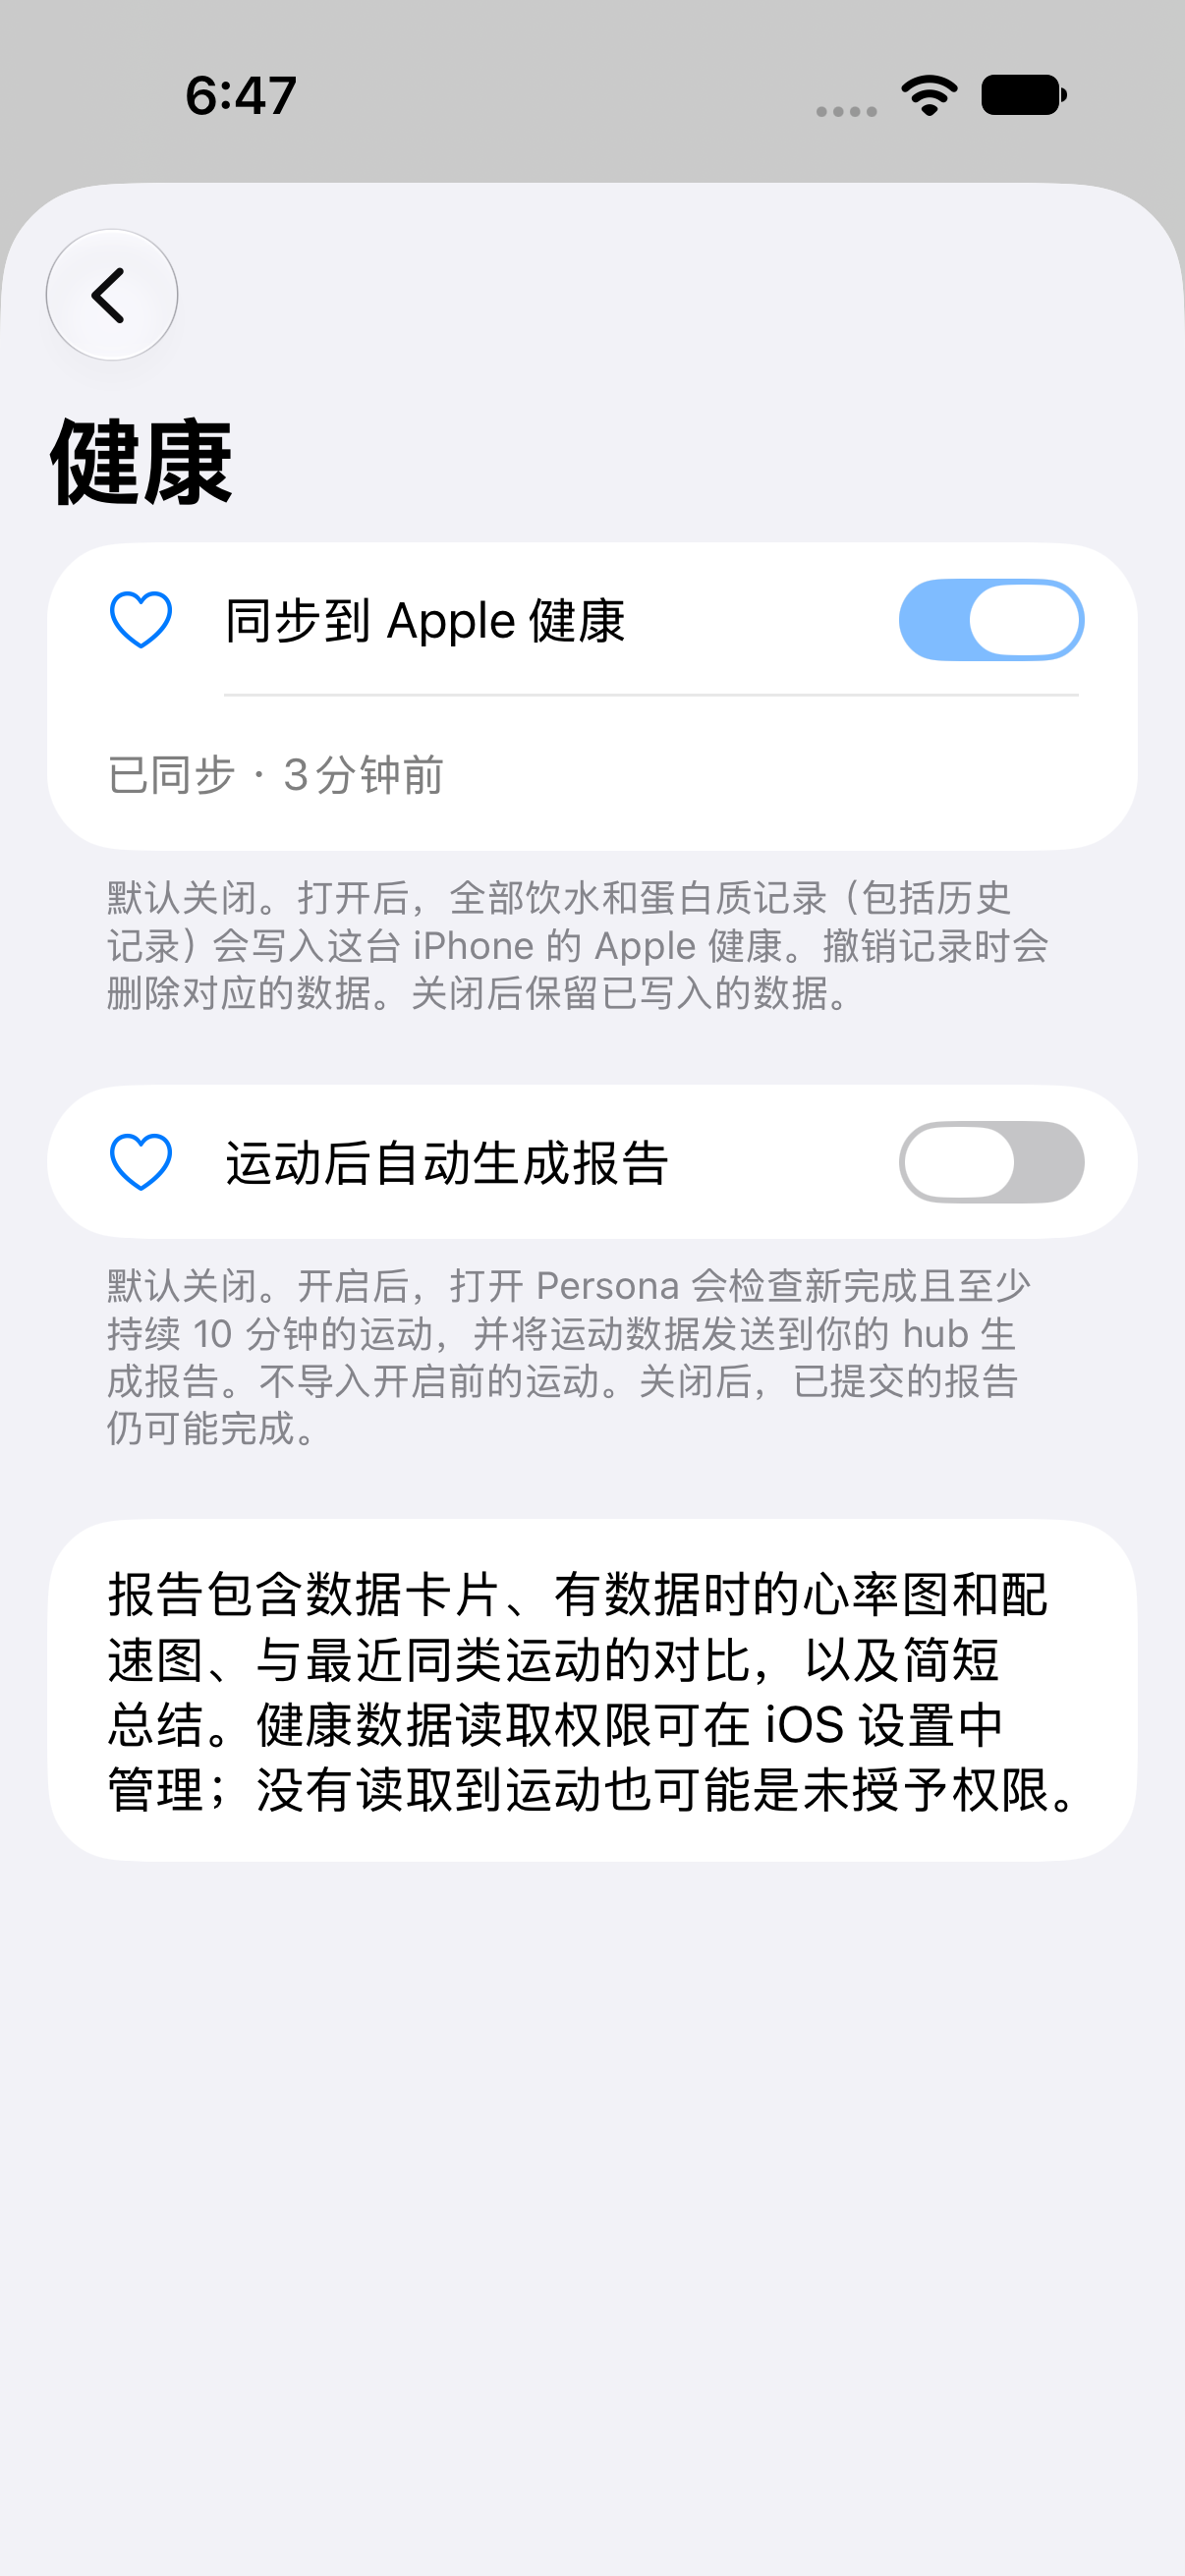 6:47
健康
同步到 Apple 健康
已同步 · 3分钟前
默认关闭。打开后，全部饮水和蛋白质记录（包括历史
记录）会写入这台 iPhone 的 Apple 健康。撤销记录时会
删除对应的数据。关闭后保留已写入的数据。
运动后自动生成报告
默认关闭。开启后，打开 Persona 会检查新完成且至少
持续 10 分钟的运动，并将运动数据发送到你的 hub 生
成报告。不导入开启前的运动。关闭后，已提交的报告
仍可能完成。
报告包含数据卡片、有数据时的心率图和配
速图、与最近同类运动的对比，以及简短
总结。健康数据读取权限可在 iOS 设置中
管理；没有读取到运动也可能是未授予权限。